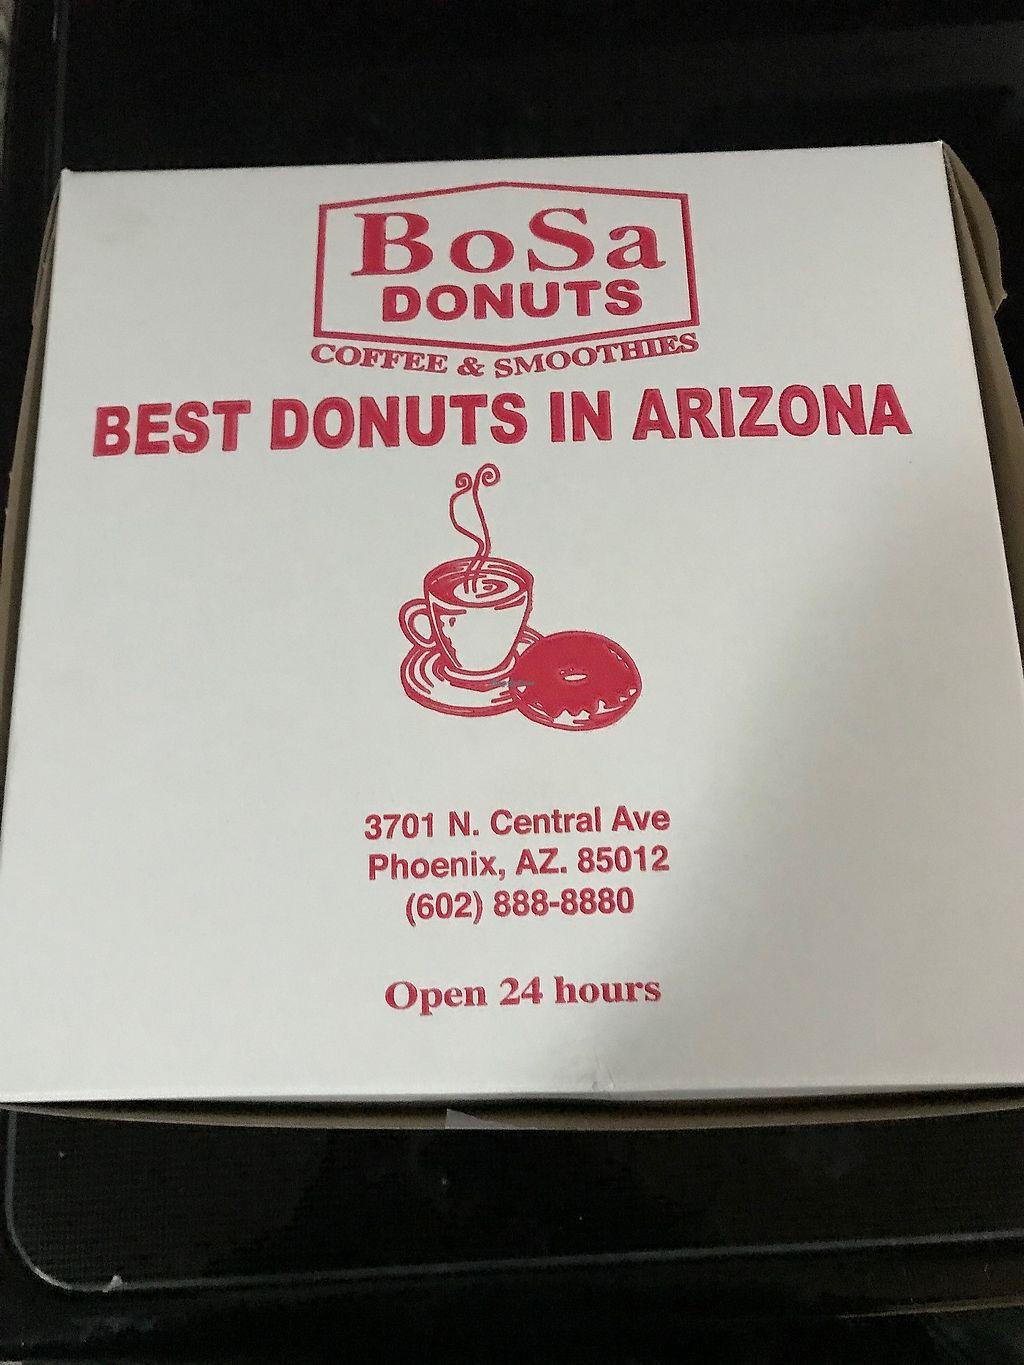 BoSa
DONUTS
COFFEE & SMOOTHIES
BEST DONUTS IN ARIZONA
3701 N. Central Ave
Phoenix, AZ. 85012
(602) 888-8880
Open 24 hours